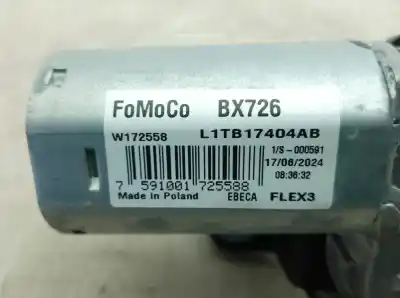 FoMoCo BX726
W172558 L1TB17404AB
1/S-000591
17/06/2024
08:36:32
7 591001 725588
Made in Poland EBECA FLEX3